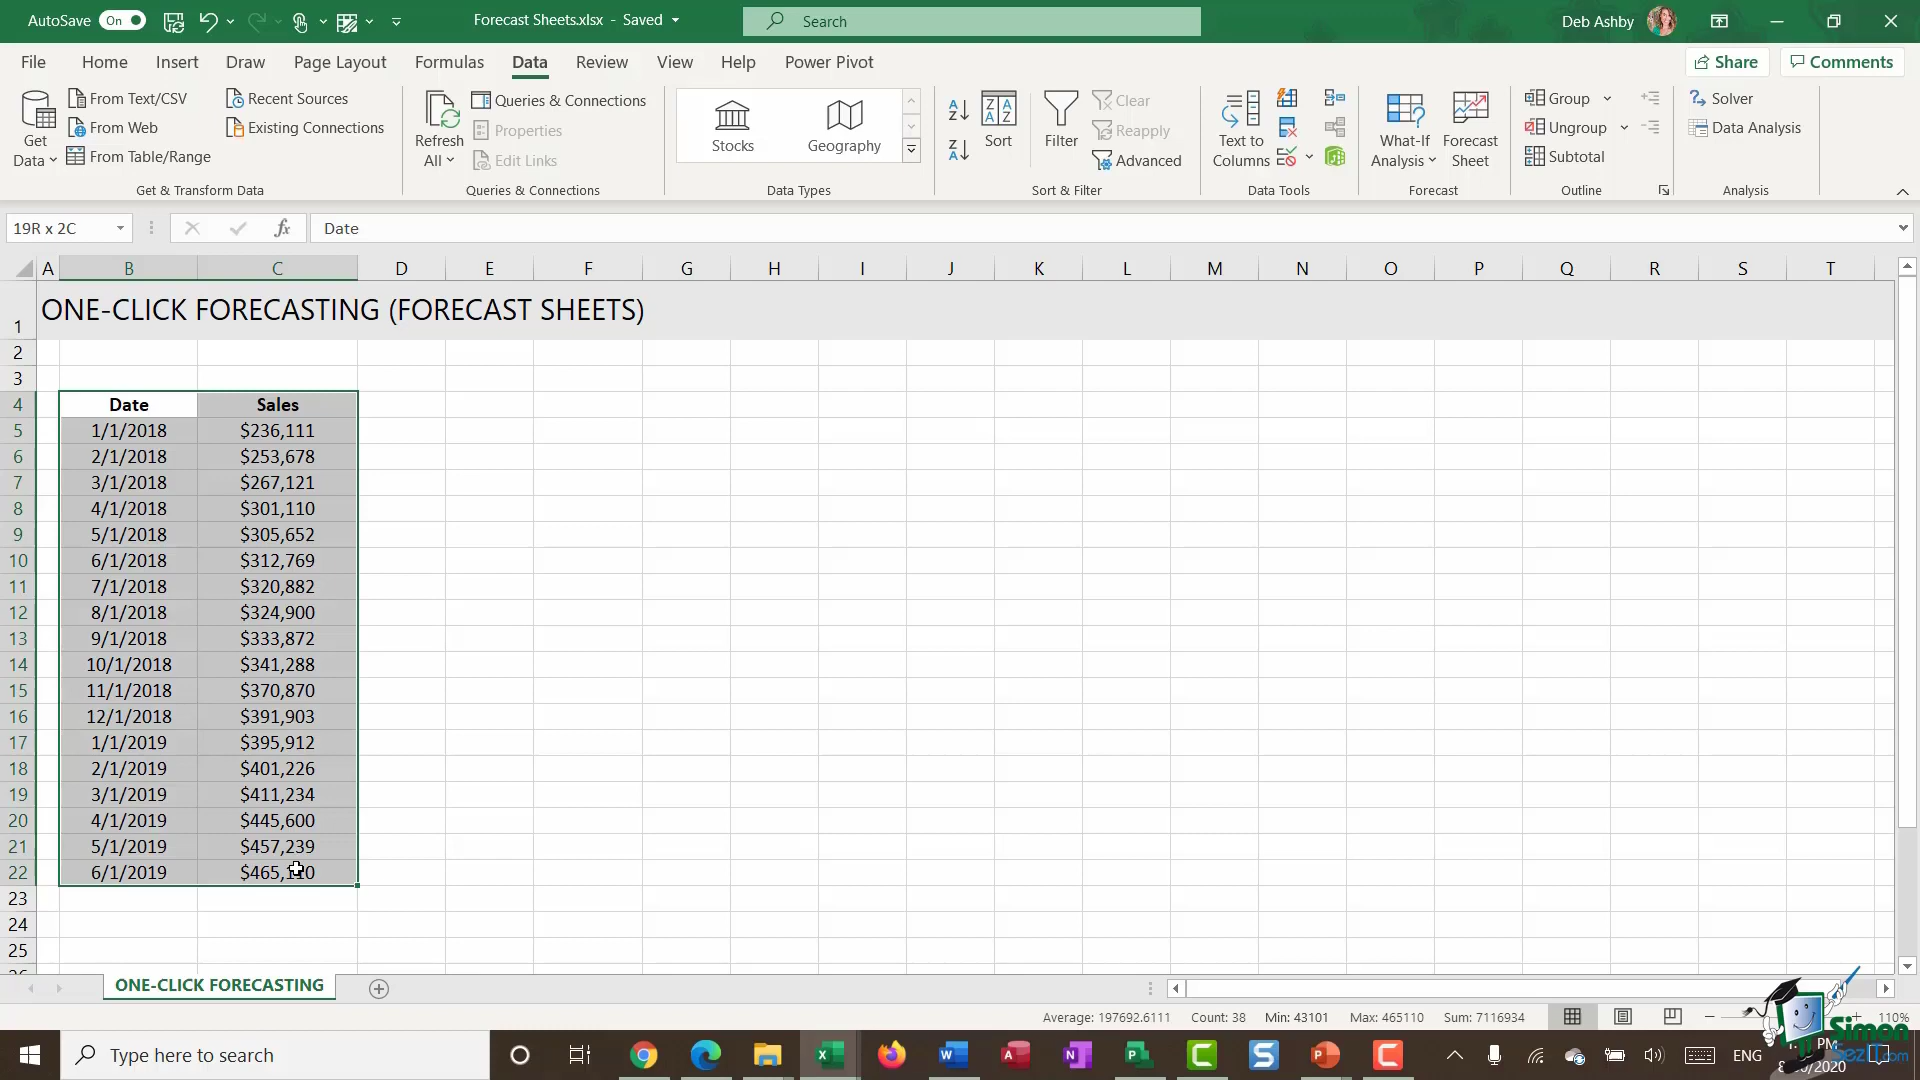 AutoSave On Forecast Sheets.xlsx - Saved Search Deb Ashby
File Home Insert Draw Page Layout Formulas Data Review View Help Power Pivot Share Comments
Get Data
From Text/CSV
From Web
From Table/Range
Recent Sources
Existing Connections
Get & Transform Data
Refresh All
Queries & Connections
Properties
Edit Links
Queries & Connections
Stocks Geography
Data Types
Sort
Filter
Clear
Reapply
Advanced
Sort & Filter
Text to Columns
Data Tools
What-If Analysis
Forecast Sheet
Forecast
Group
Ungroup
Subtotal
Outline
Solver
Data Analysis
Analysis
19R x 2C fx Date
A B C D E F G H I J K L M N O P Q R S T
1 ONE-CLICK FORECASTING (FORECAST SHEETS)
2
3
4 Date Sales
5 1/1/2018 $236,111
6 2/1/2018 $253,678
7 3/1/2018 $267,121
8 4/1/2018 $301,110
9 5/1/2018 $305,652
10 6/1/2018 $312,769
11 7/1/2018 $320,882
12 8/1/2018 $324,900
13 9/1/2018 $333,872
14 10/1/2018 $341,288
15 11/1/2018 $370,870
16 12/1/2018 $391,903
17 1/1/2019 $395,912
18 2/1/2019 $401,226
19 3/1/2019 $411,234
20 4/1/2019 $445,600
21 5/1/2019 $457,239
22 6/1/2019 $465,110
23
24
25
ONE-CLICK FORECASTING
Average: 197692.6111 Count: 38 Min: 43101 Max: 465110 Sum: 7116934 110%
Type here to search ENG PM
Simon
SezIT.com